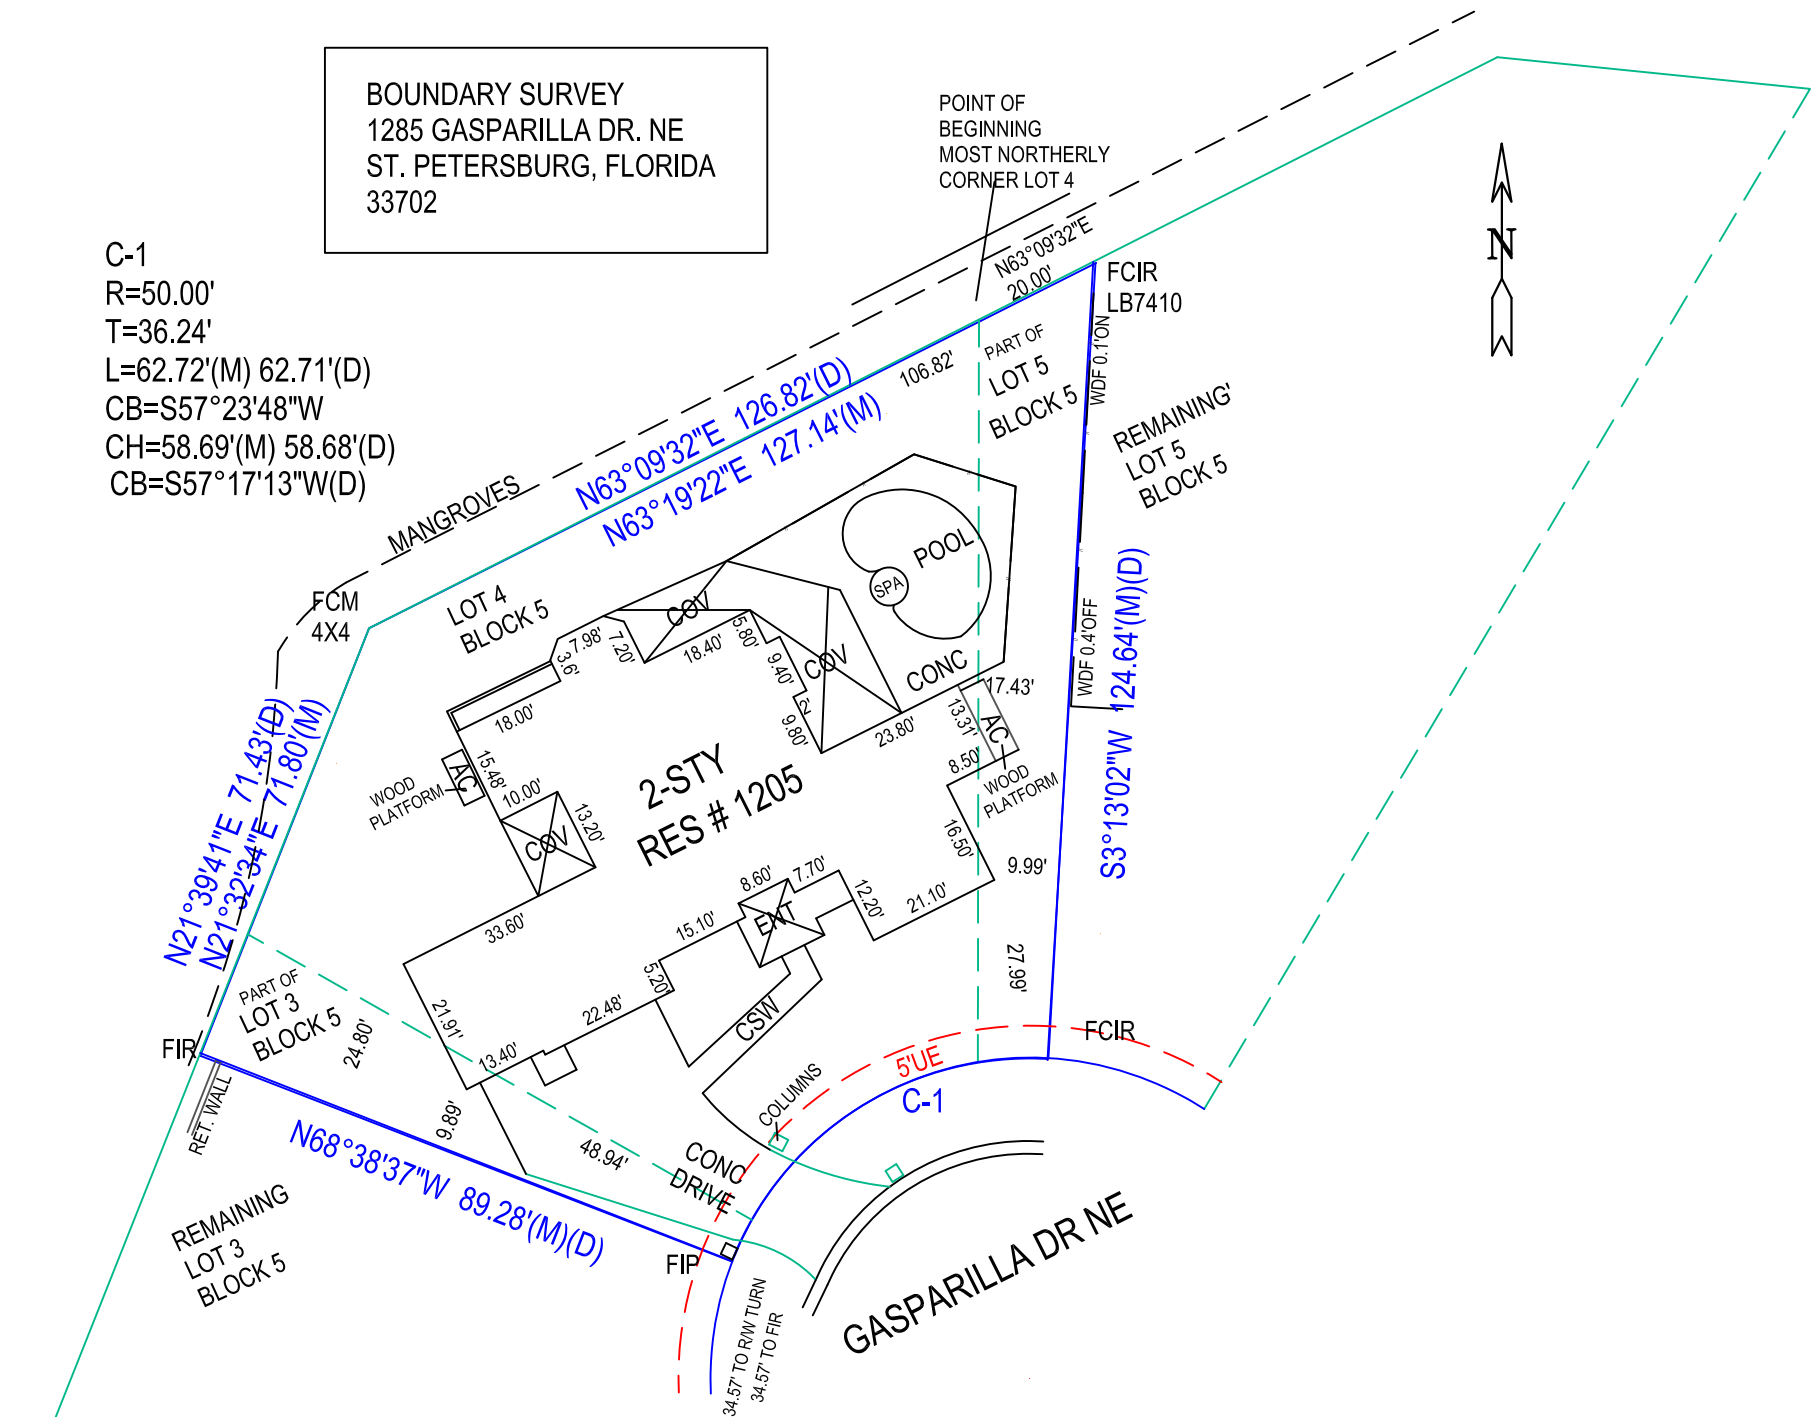 BOUNDARY SURVEY
1285 GASPARILLA DR. NE
ST. PETERSBURG, FLORIDA
33702
C-1
R=50.00'
T=36.24'
L=62.72'(M) 62.71'(D)
CB=S57°23'48"W
CH=58.69'(M) 58.68'(D)
CB=S57°17'13"W(D)
POINT OF
BEGINNING
MOST NORTHERLY
CORNER LOT 4
N63°09'32"E
20.00'
FCIR
LB7410
N
WDF 0.1'ON
PART OF
LOT 5
BLOCK 5
106.82'
N63°09'32"E 126.82'(D)
N63°19'22"E 127.14'(M)
REMAINING'
LOT 5
BLOCK 5
MANGROVES
FCM
4X4
LOT 4
BLOCK 5
POOL
SPA
COV
COV
CONC
WDF 0.4'OFF
S3°13'02"W 124.64'(M)(D)
7.98'
3.6'
7.20'
18.40'
5.80'
9.40'
2'
9.80'
23.80'
17.43'
13.31'
AC
8.50'
WOOD
PLATFORM
18.00'
15.48'
AC
WOOD
PLATFORM
10.00'
13.20'
COV
2-STY
RES # 1205
16.50'
9.99'
N21°39'41"E 71.43'(D)
N21°32'34"E 71.80'(M)
33.60'
8.60'
7.70'
ENT
12.20'
21.10'
15.10'
5.20'
27.99'
PART OF
LOT 3
BLOCK 5
24.80'
21.91'
22.48'
13.40'
CSW
FCIR
FIR
RET. WALL
9.89'
48.94'
COLUMNS
5'UE
C-1
CONC
DRIVE
N68°38'37"W 89.28'(M)(D)
REMAINING
LOT 3
BLOCK 5
FIP
34.57' TO R/W TURN
34.57' TO FIR
GASPARILLA DR NE